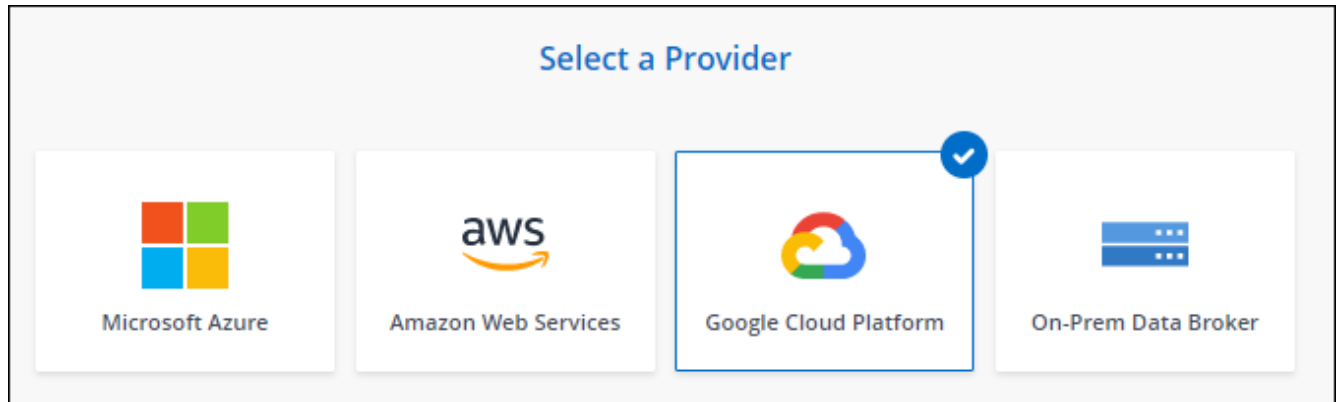 Select a Provider
aws
Microsoft Azure
Amazon Web Services
Google Cloud Platform
On-Prem Data Broker